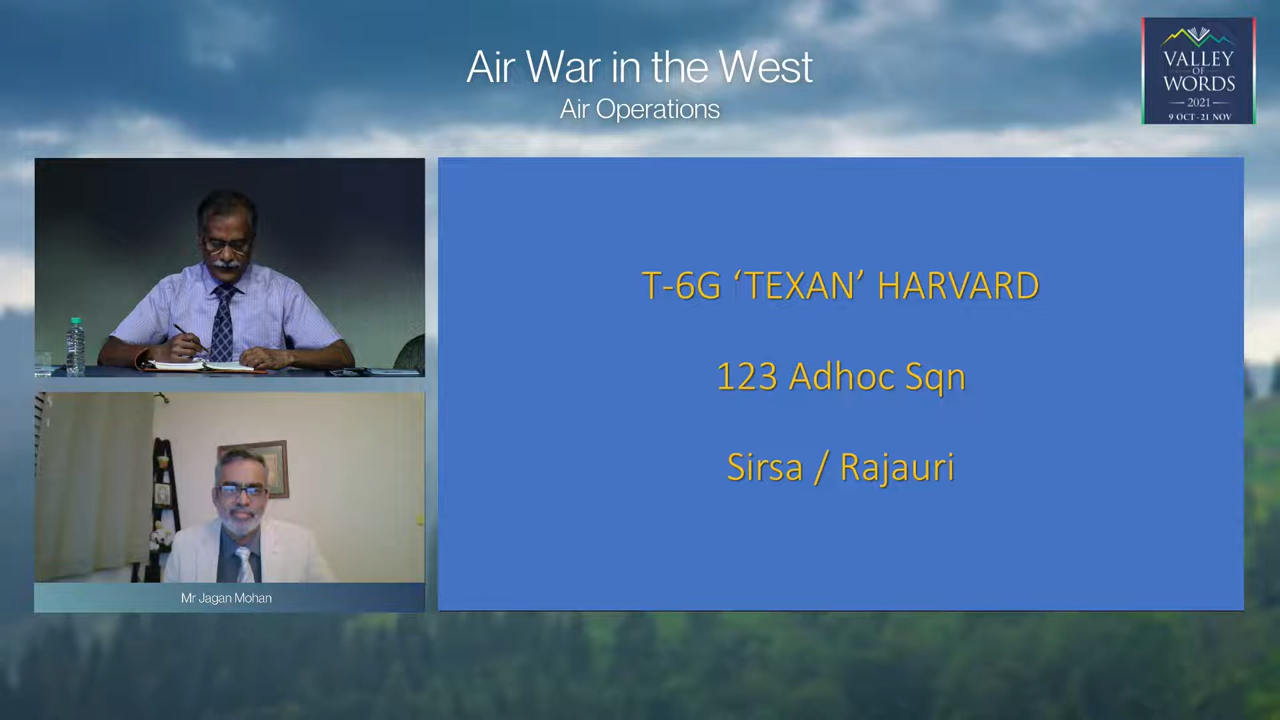 Air War in the West
Air Operations
VALLEY
OF
WORDS
2021
9 OCT - 21 NOV
T-6G ‘TEXAN’ HARVARD
123 Adhoc Sqn
Sirsa / Rajauri
Mr Jagan Mohan